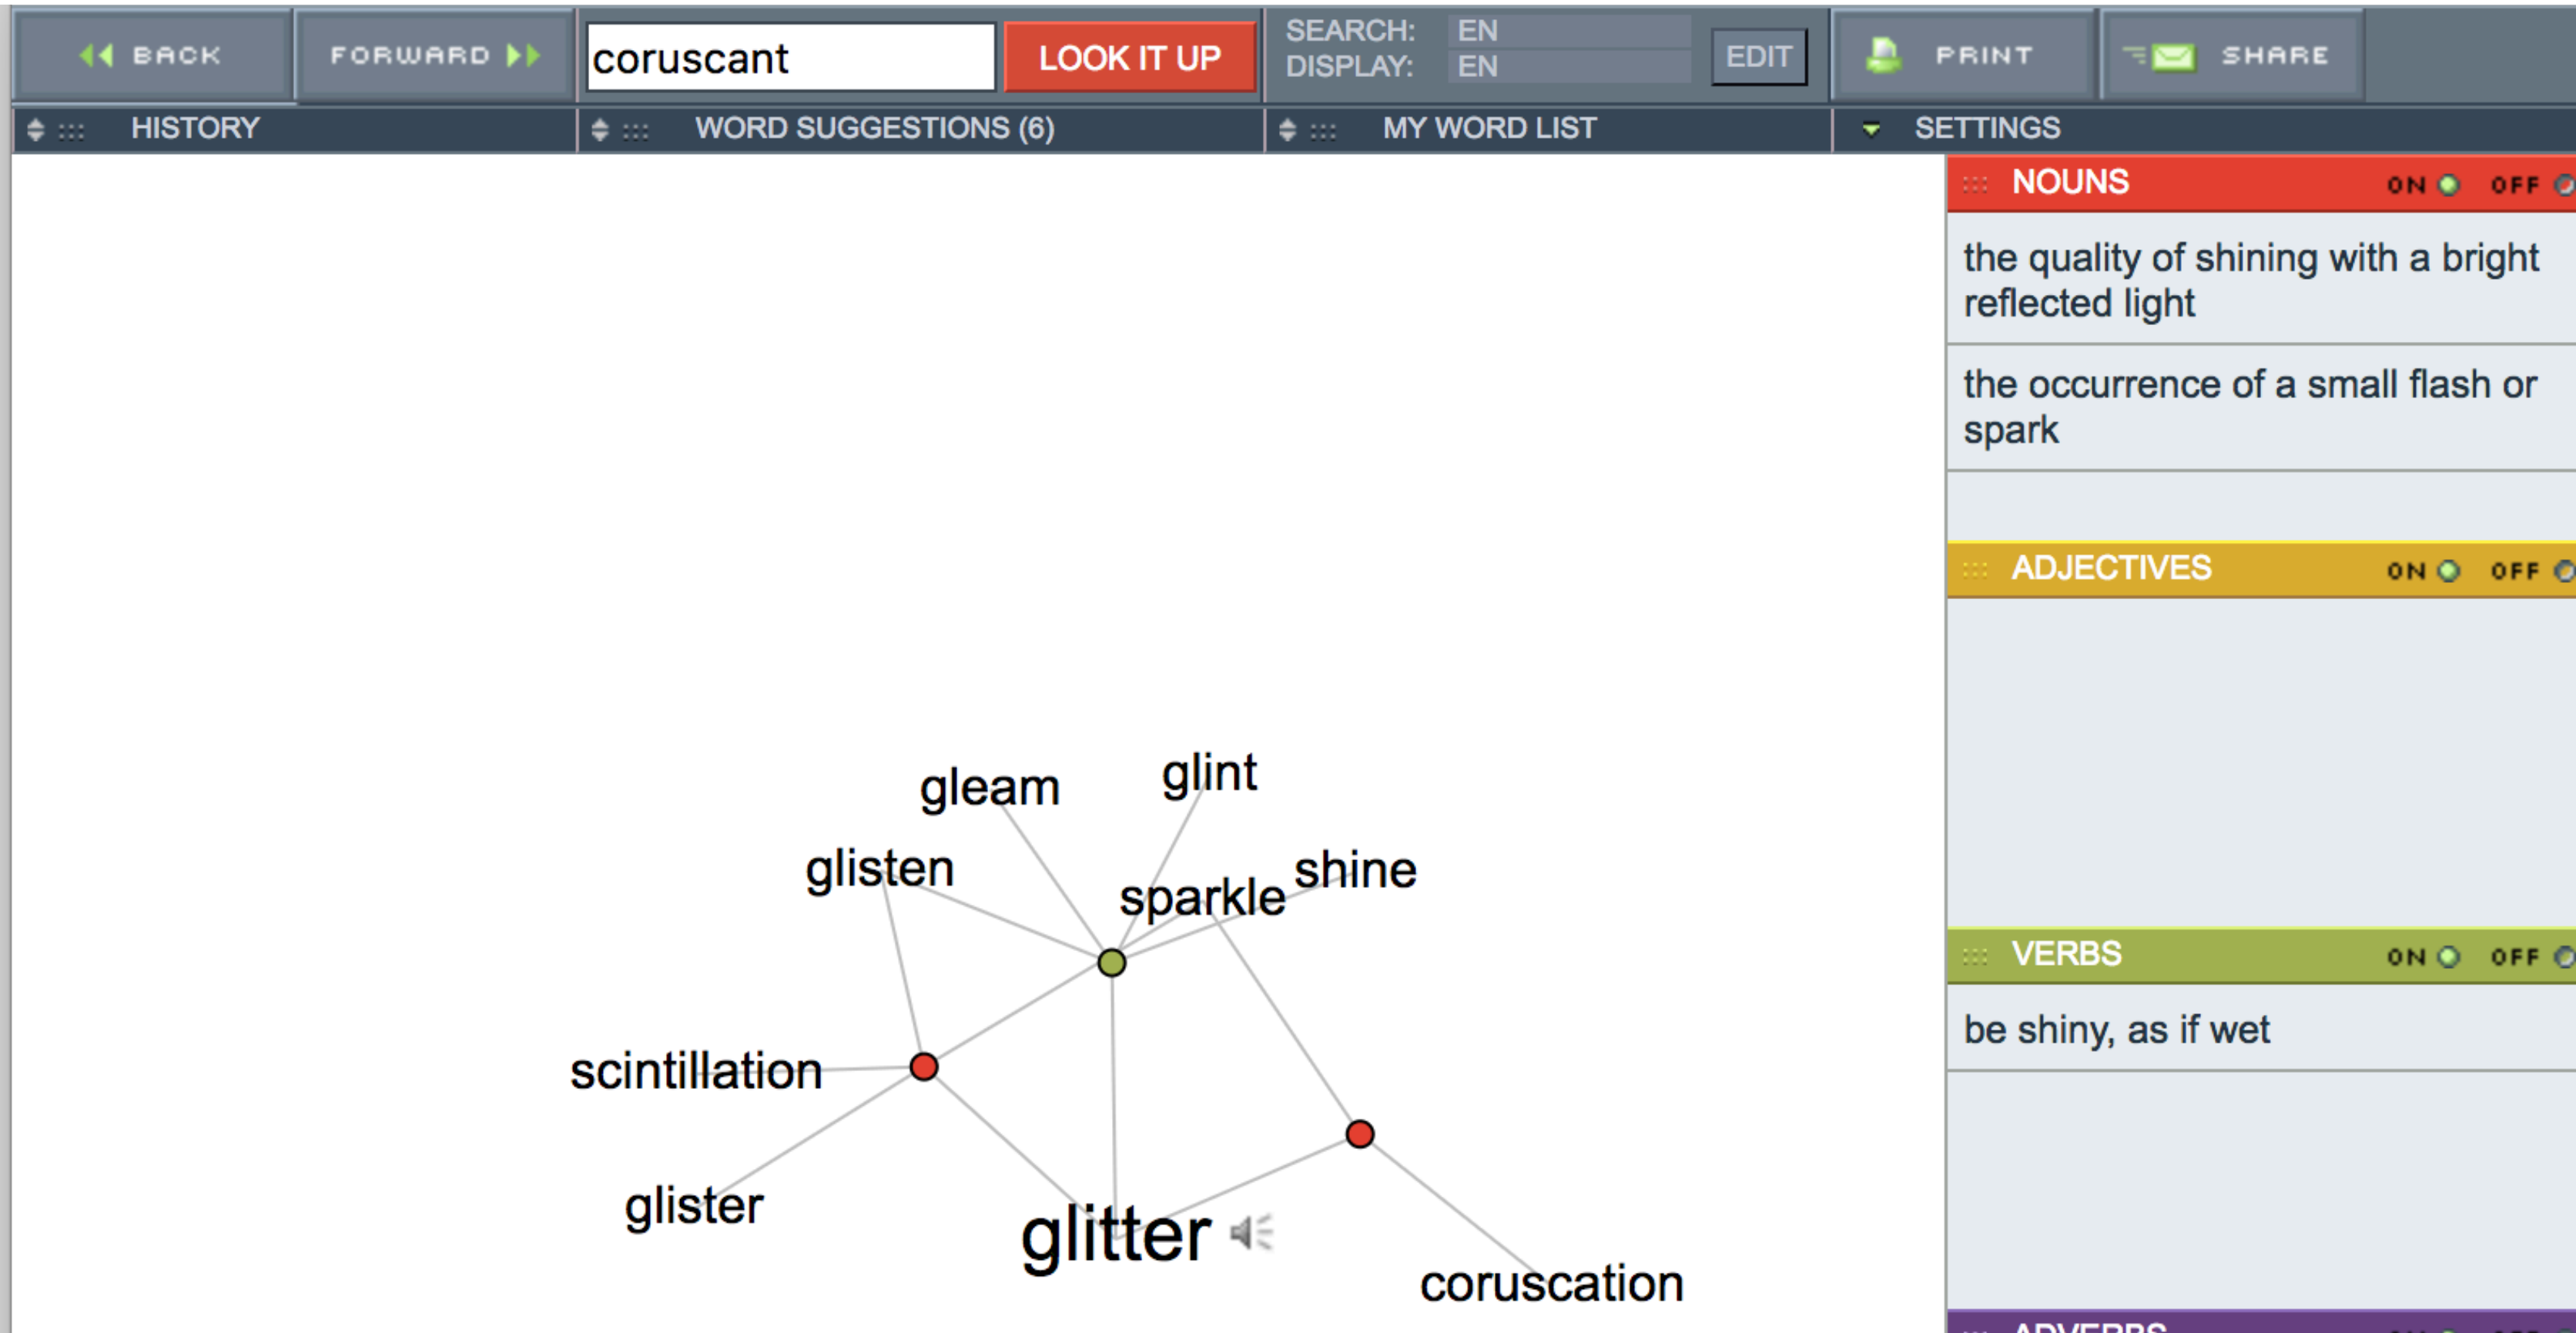 BACK
FORWARD
coruscant
LOOK IT UP
SEARCH: EN
DISPLAY: EN
EDIT
PRINT
SHARE
HISTORY
WORD SUGGESTIONS (6)
MY WORD LIST
SETTINGS
NOUNS ON OFF
the quality of shining with a bright
reflected light
the occurrence of a small flash or
spark
ADJECTIVES ON OFF
VERBS ON OFF
be shiny, as if wet
ADVERBS
gleam
glint
glisten
sparkle
shine
scintillation
glister
glitter
coruscation